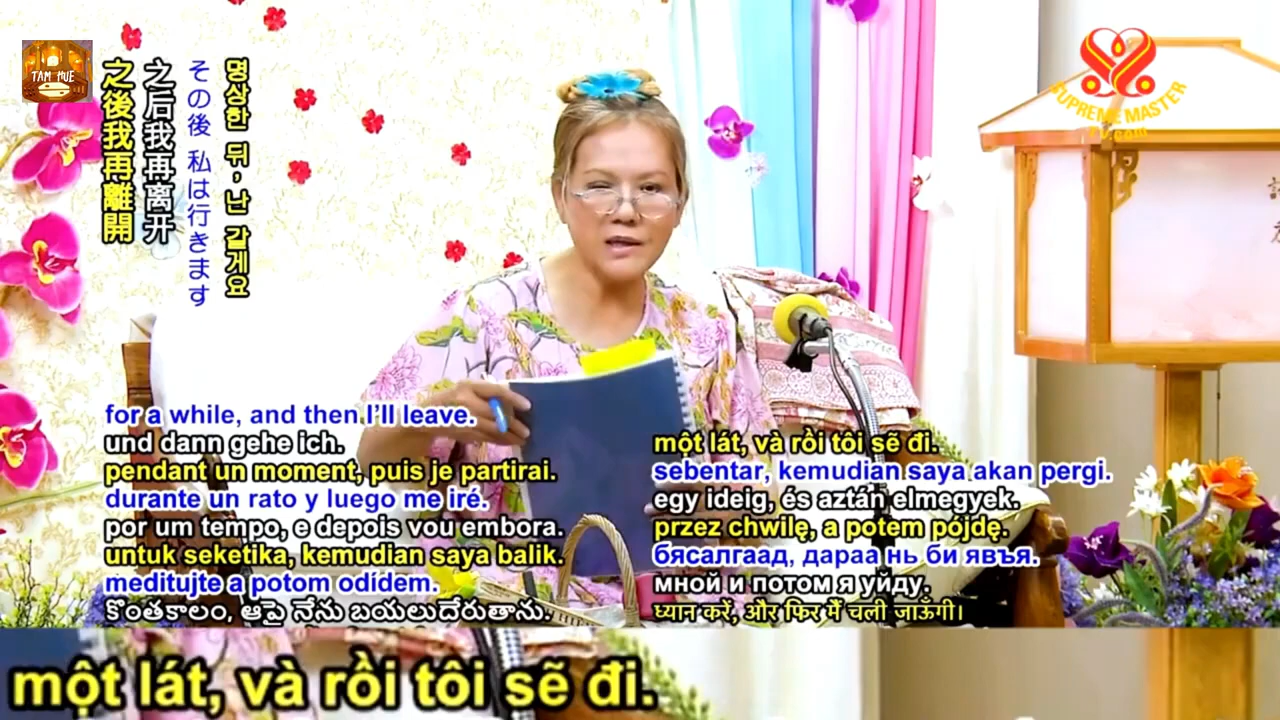 TAM HUE
之後我再離開
之后我再离开
その後 私は行きます
명상한 뒤, 난 갈게요
SUPREME MASTER
TV.com
for a while, and then I’ll leave.
und dann gehe ich.
pendant un moment, puis je partirai.
durante un rato y luego me iré.
por um tempo, e depois vou embora.
untuk seketika, kemudian saya balik.
meditujte a potom odídem.
కొంతకాలం, ఆపై నేను బయలుదేరుతాను.
một lát, và rồi tôi sẽ đi.
sebentar, kemudian saya akan pergi.
egy ideig, és aztán elmegyek.
przez chwilę, a potem pójdę.
бясалгаад, дараа нь би явъя.
мной и потом я уйду.
ध्यान करें, और फिर मैं चली जाऊंगी।
một lát, và rồi tôi sẽ đi.